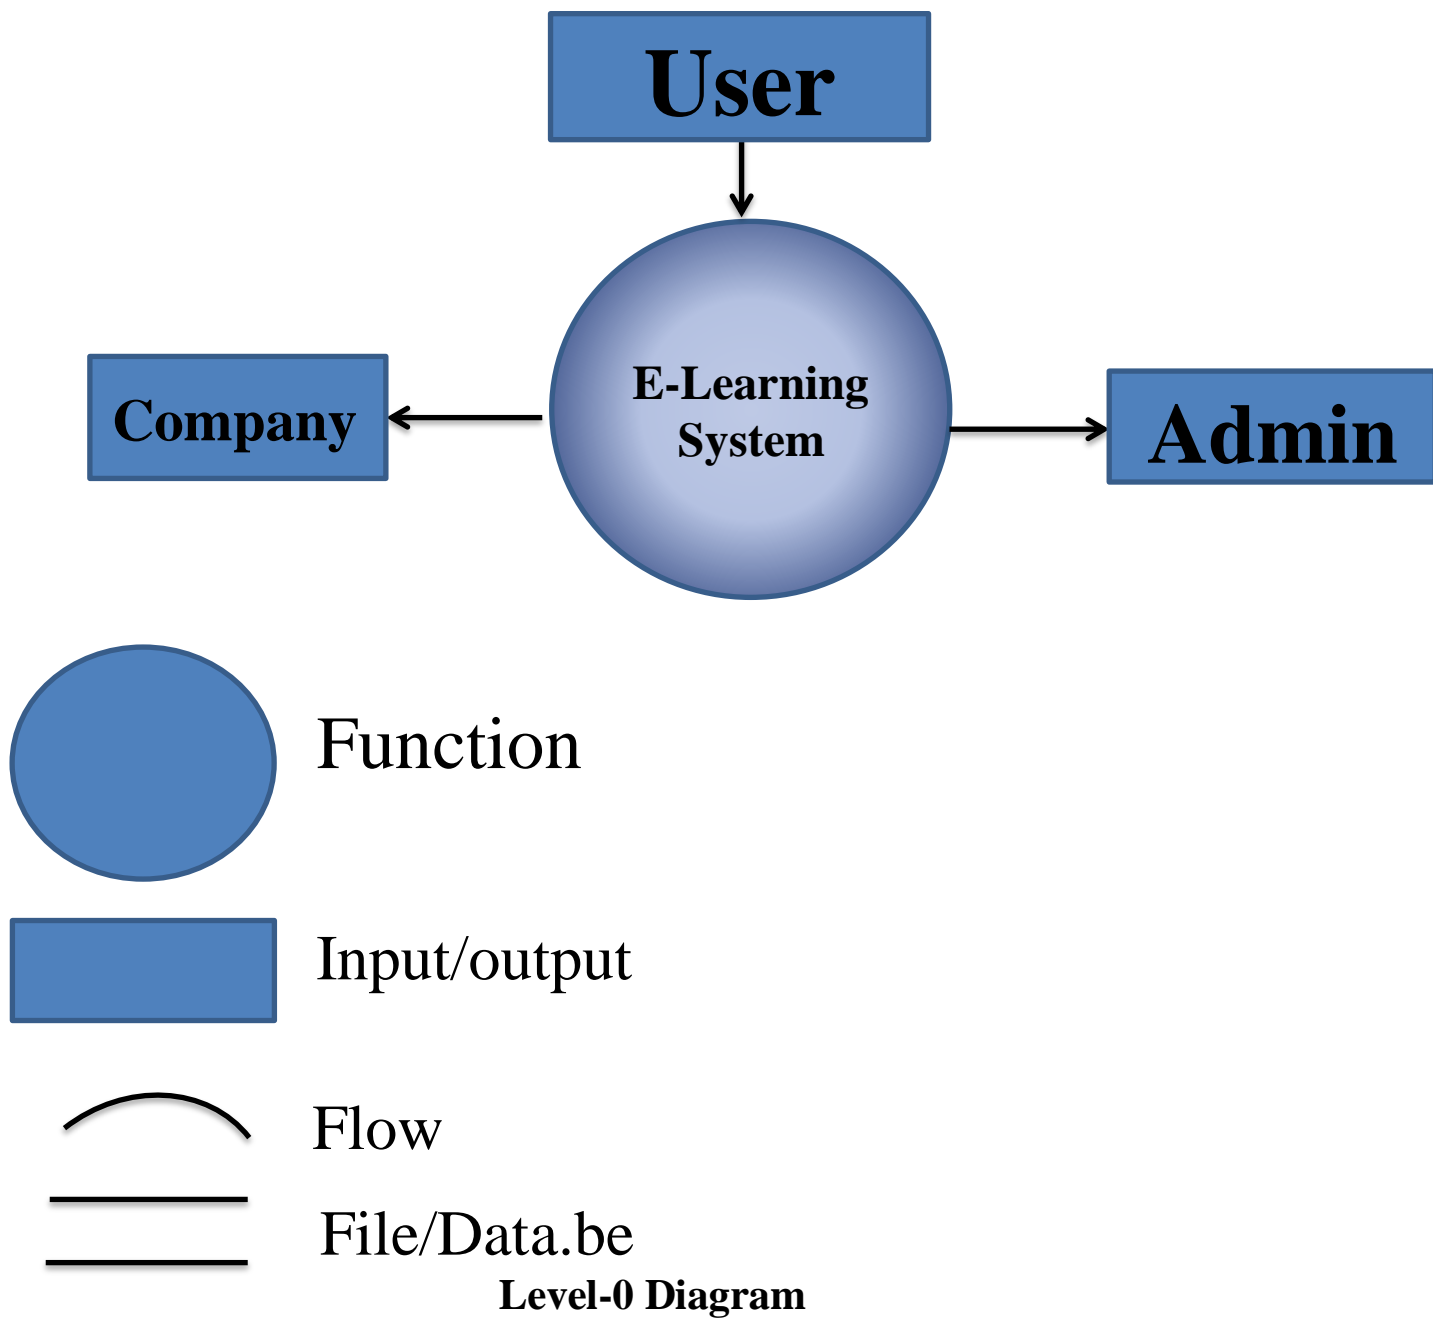 User
E-Learning
System
Company
Admin
Function
Input/output
Flow
File/Data.be
Level-0 Diagram